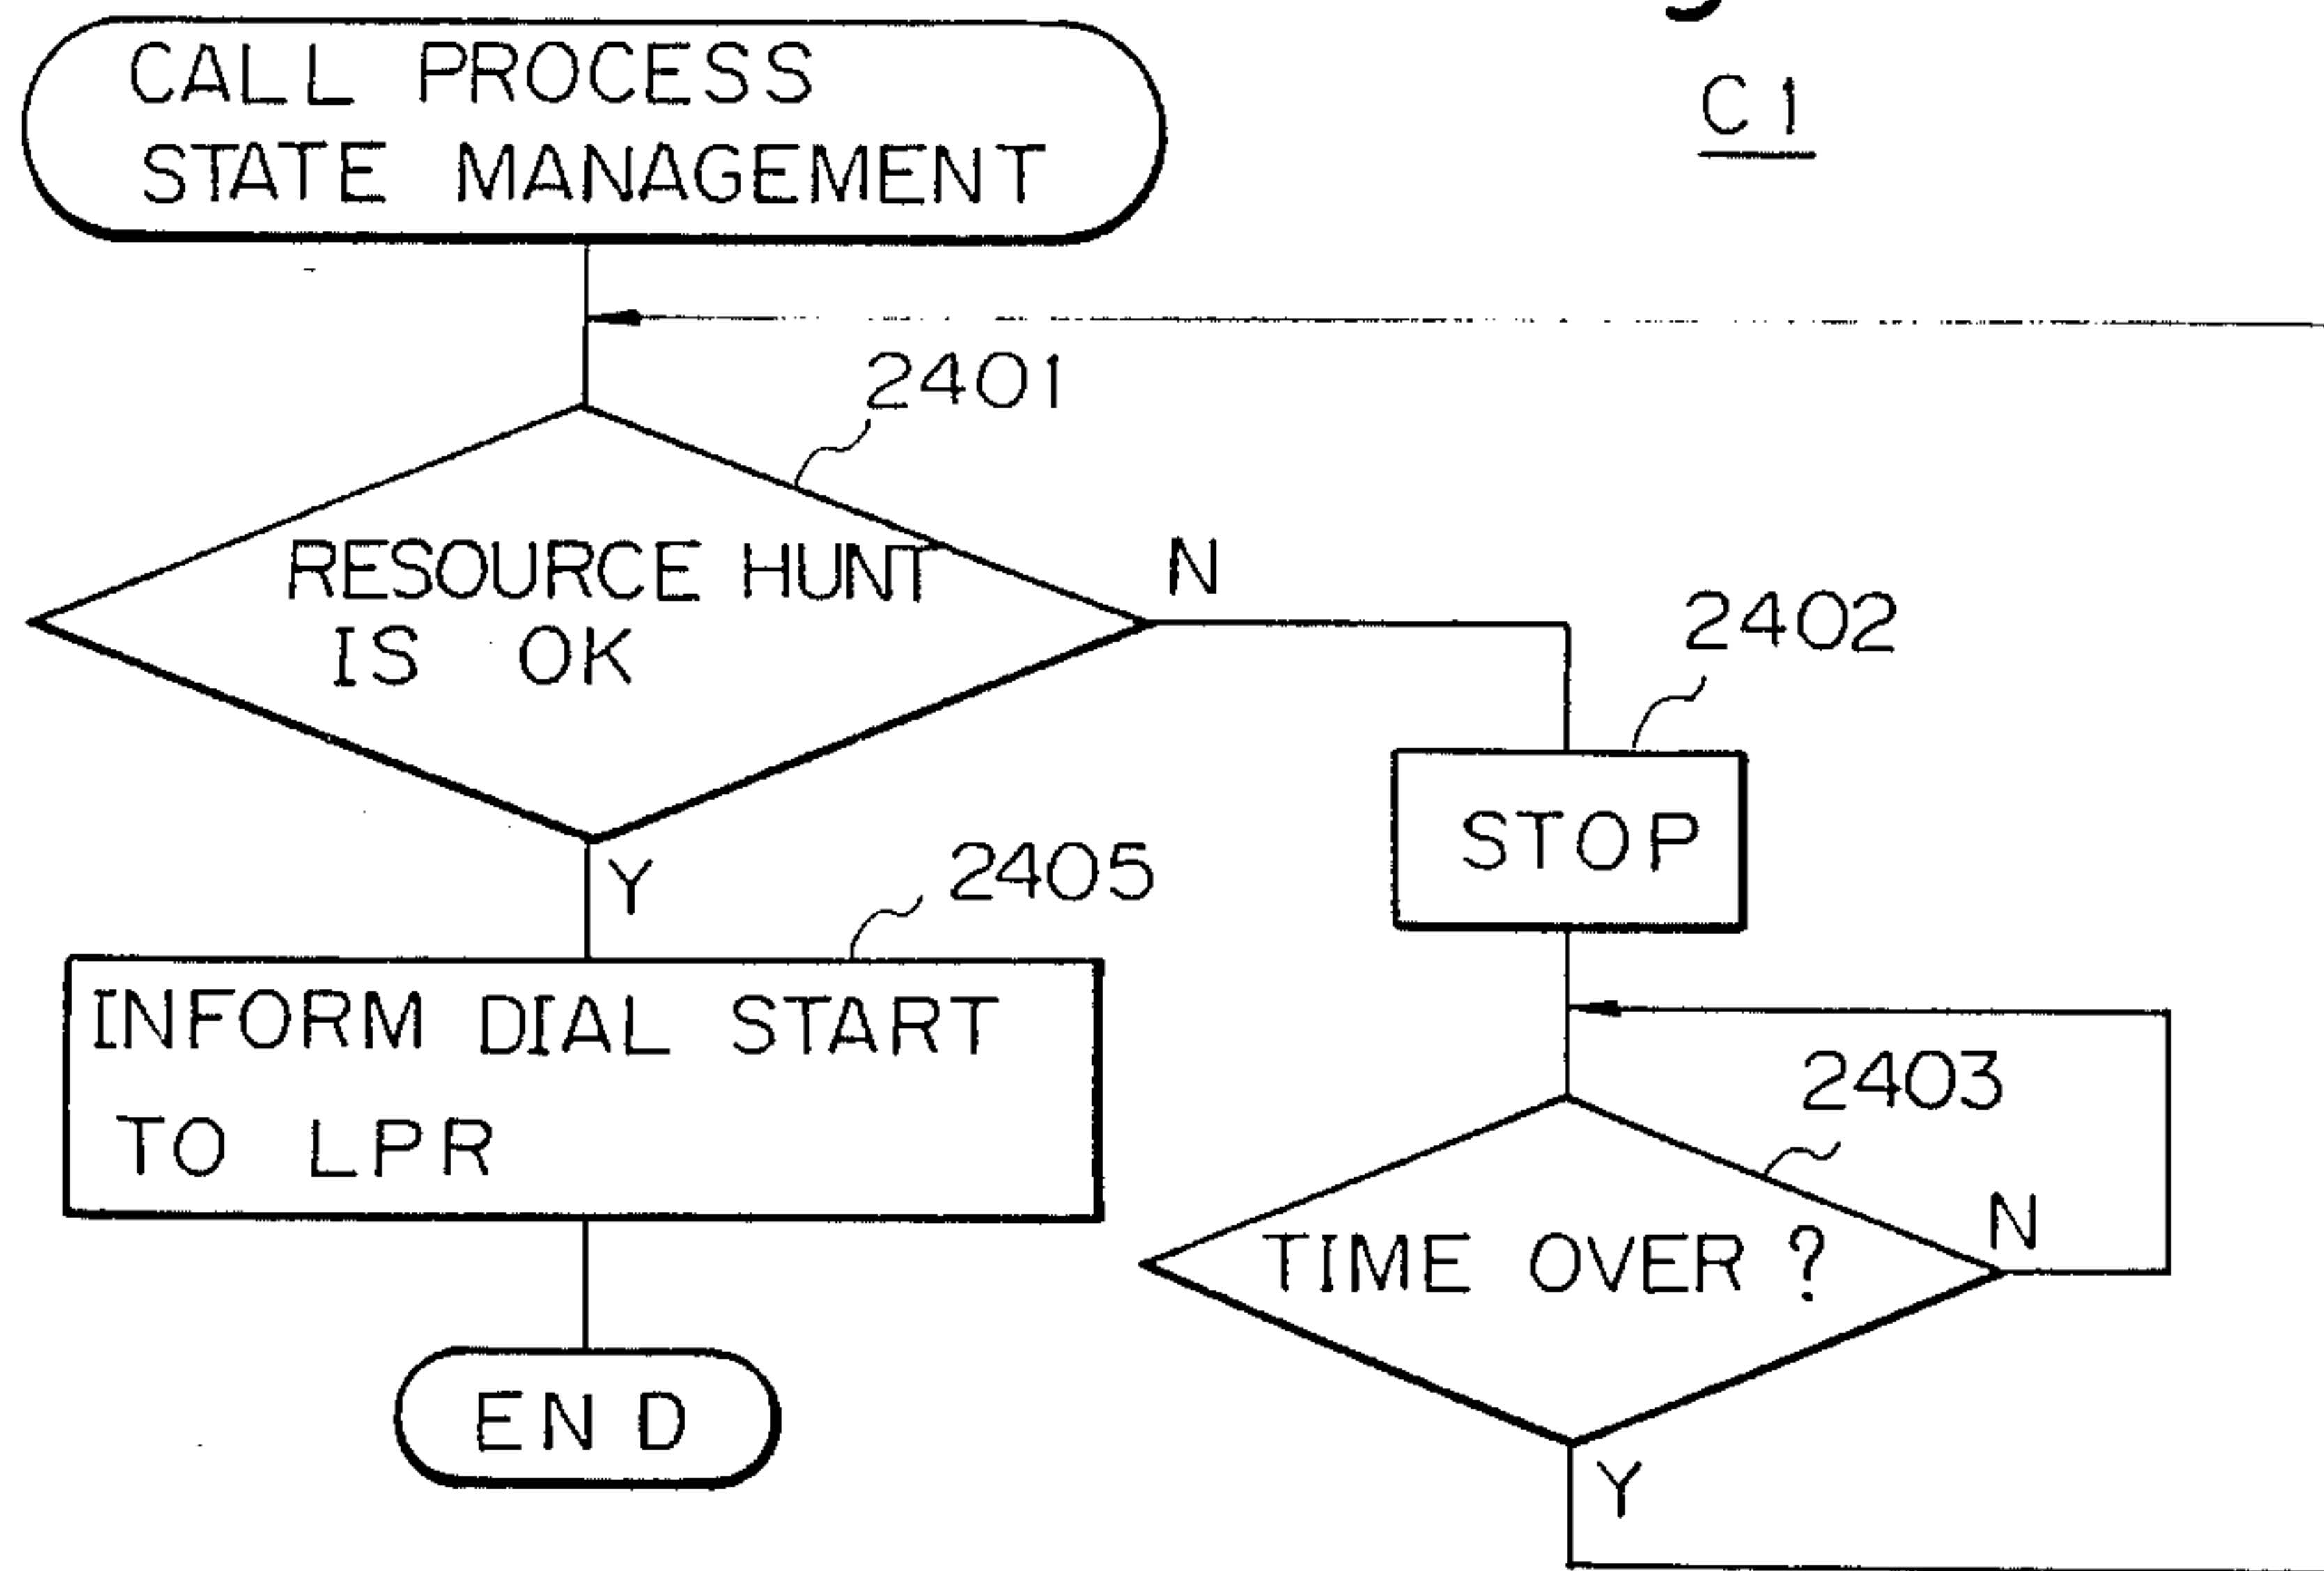 CALL PROCESS
STATE MANAGEMENT
C1
2401
RESOURCE HUNT
IS OK
N
2402
STOP
Y
2405
INFORM DIAL START
TO LPR
2403
TIME OVER ?
N
END
Y